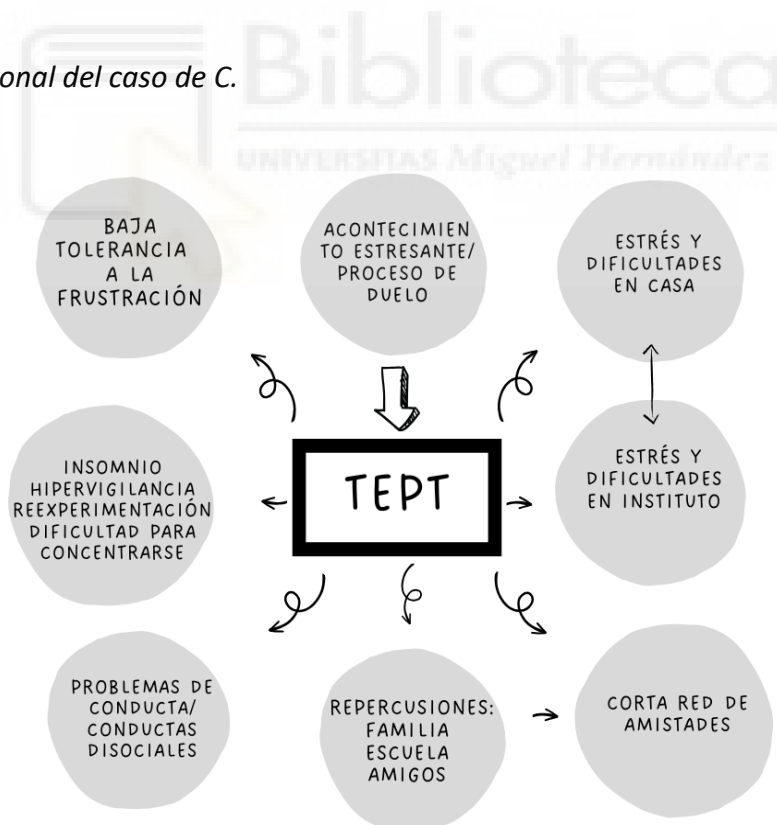 Biblioteca
UNIVERSITAS Miguel Hernández
onal del caso de C.
BAJA
TOLERANCIA
A LA
FRUSTRACIÓN
ACONTECIMIEN
TO ESTRESANTE/
PROCESO DE
DUELO
ESTRÉS Y
DIFICULTADES
EN CASA
INSOMNIO
HIPERVIGILANCIA
REEXPERIMENTACIÓN
DIFICULTAD PARA
CONCENTRARSE
TEPT
ESTRÉS Y
DIFICULTADES
EN INSTITUTO
PROBLEMAS DE
CONDUCTA/
CONDUCTAS
DISOCIALES
REPERCUSIONES:
FAMILIA
ESCUELA
AMIGOS
CORTA RED DE
AMISTADES